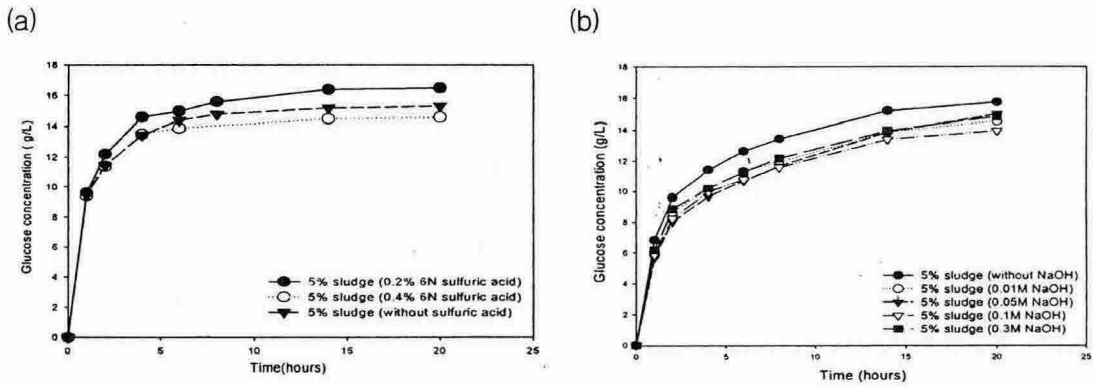 (a)
Glucose concentration ( g/L)
18
16
14
12
10
8
6
4
2
0
0 5 10 15 20 25
Time(hours)
5% sludge (0.2% 6N sulfuric acid)
5% sludge (0.4% 6N sulfuric acid)
5% sludge (without sulfuric acid)
(b)
Glucose concentration (g/L)
18
16
14
12
10
8
6
4
2
0
0 5 10 15 20 25
Time (hours)
5% sludge (without NaOH)
5% sludge (0.01M NaOH)
5% sludge (0.05M NaOH)
5% sludge (0.1M NaOH)
5% sludge (0.3M NaOH)